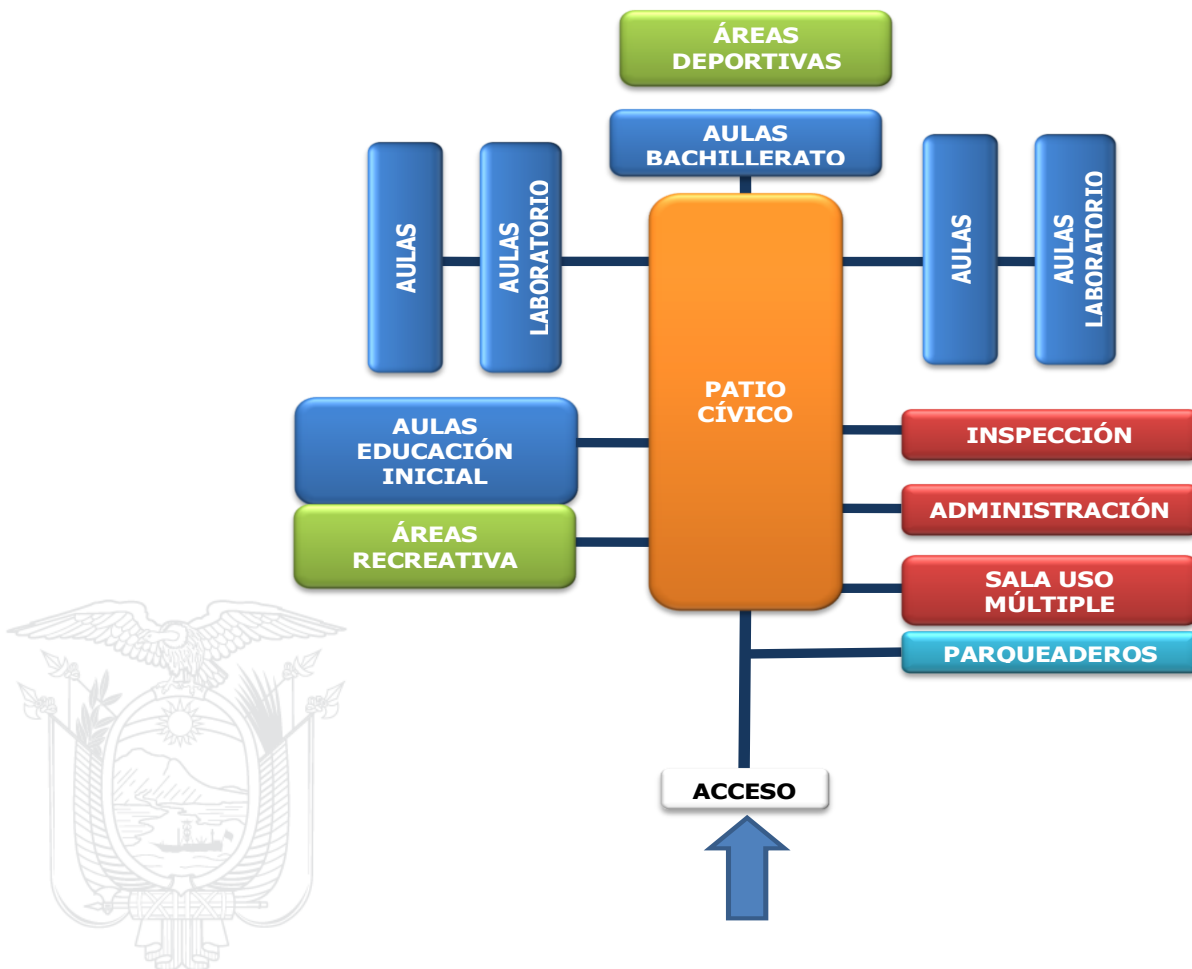 ÁREAS
DEPORTIVAS
AULAS
BACHILLERATO
AULAS
AULAS
LABORATORIO
AULAS
AULAS
LABORATORIO
PATIO
CÍVICO
AULAS
EDUCACIÓN
INICIAL
ÁREAS
RECREATIVA
INSPECCIÓN
ADMINISTRACIÓN
SALA USO
MÚLTIPLE
PARQUEADEROS
ACCESO